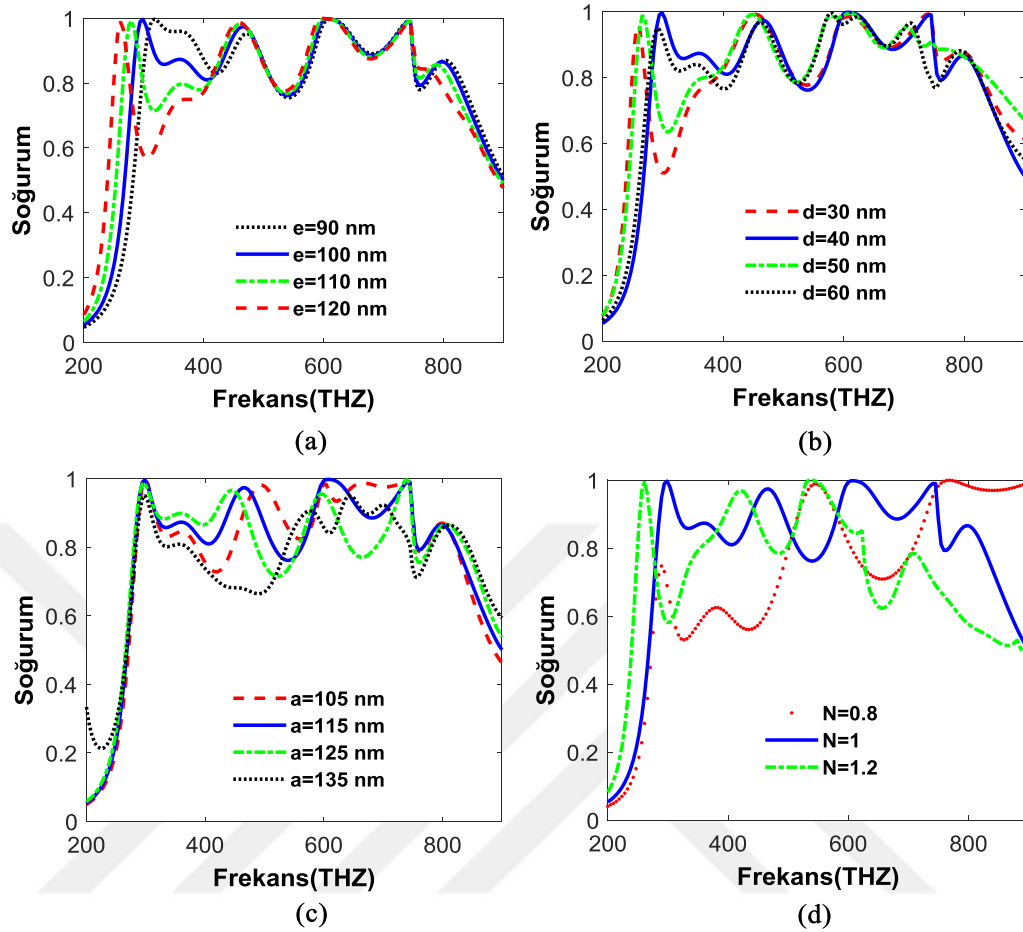 1
0.8
0.6
0.4
0.2
0
Soğurum
e=90 nm
e=100 nm
e=110 nm
e=120 nm
200
400
600
800
Frekans(THZ)
(a)
1
0.8
0.6
0.4
0.2
0
Soğurum
d=30 nm
d=40 nm
d=50 nm
d=60 nm
200
400
600
800
Frekans(THZ)
(b)
1
0.8
0.6
0.4
0.2
0
Soğurum
a=105 nm
a=115 nm
a=125 nm
a=135 nm
200
400
600
800
Frekans(THZ)
(c)
1
0.8
0.6
0.4
0.2
0
Soğurum
N=0.8
N=1
N=1.2
200
400
600
800
Frekans(THZ)
(d)